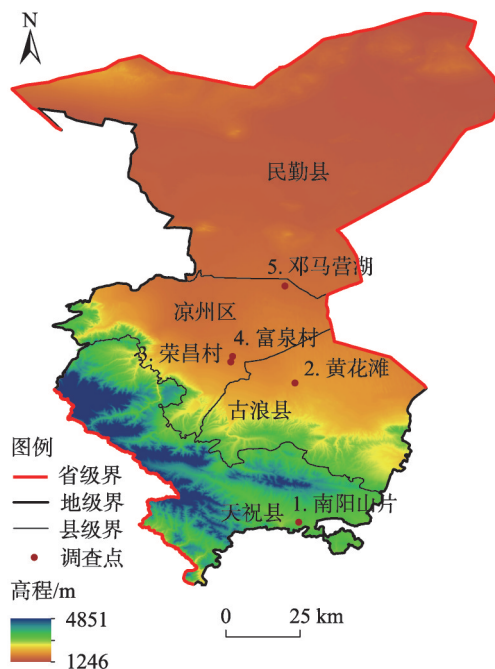 N
民勤县
5. 邓马营湖
凉州区
4. 富泉村
3. 荣昌村
2. 黄花滩
古浪县
图例
省级界
地级界
县级界
调查点
天祝县
1. 南阳山片
高程/m
4851
1246
0 25 km